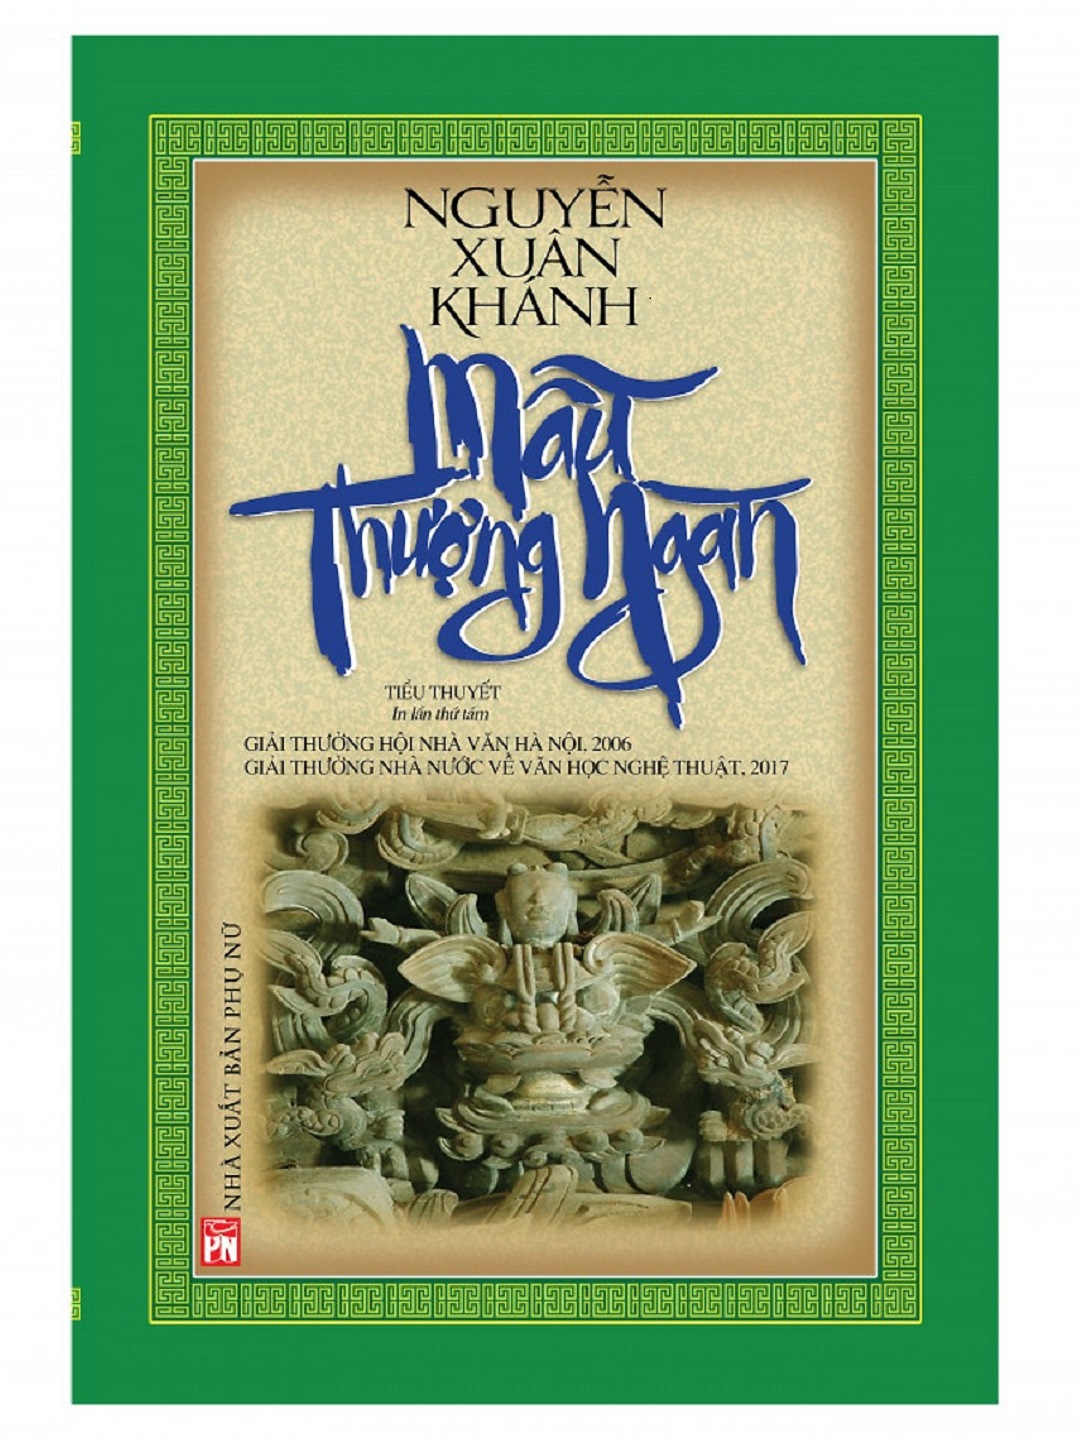 NGUYỄN
XUÂN
KHÁNH
Mẫu
Thượng Ngàn
TIỂU THUYẾT
In lần thứ tám
GIẢI THƯỞNG HỘI NHÀ VĂN HÀ NỘI, 2006
GIẢI THƯỞNG NHÀ NƯỚC VỀ VĂN HỌC NGHỆ THUẬT, 2017
NHÀ XUẤT BẢN PHỤ NỮ
PN